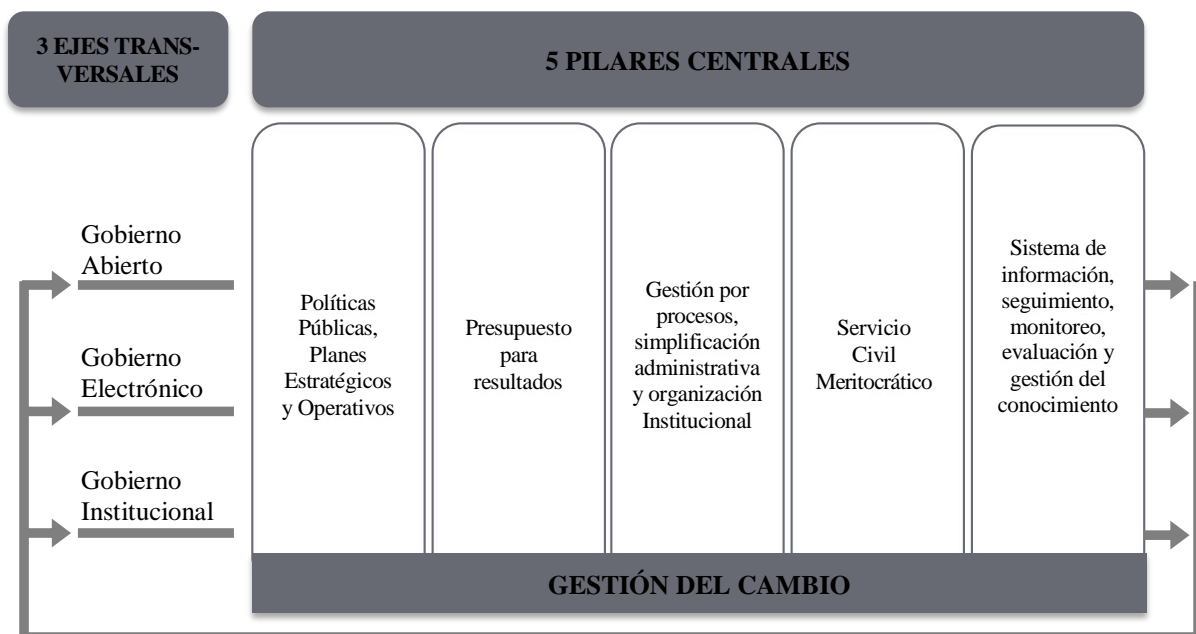 3 EJES TRANS-
VERSALES
5 PILARES CENTRALES
Gobierno
Abierto
Gobierno
Electrónico
Gobierno
Institucional
Políticas
Públicas,
Planes
Estratégicos
y Operativos
Presupuesto
para
resultados
Gestión por
procesos,
simplificación
administrativa
y organización
Institucional
Servicio
Civil
Meritocrático
Sistema de
información,
seguimiento,
monitoreo,
evaluación y
gestión del
conocimiento
GESTIÓN DEL CAMBIO